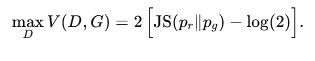 max_D V(D, G) = 2 [JS(p_r‖p_g) − log(2)].